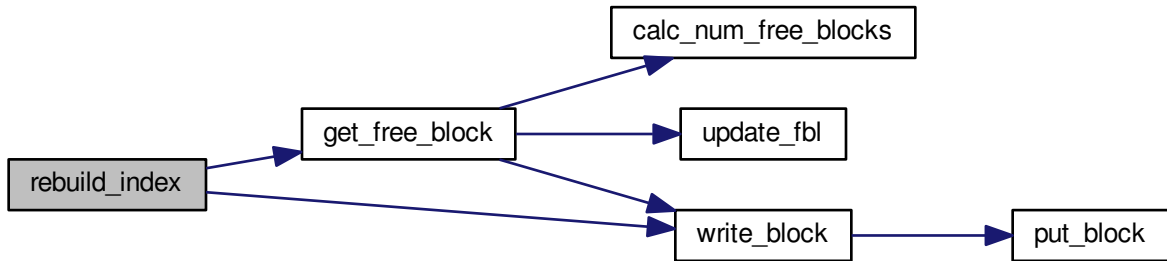 calc_num_free_blocks
get_free_block
update_fbl
rebuild_index
write_block
put_block